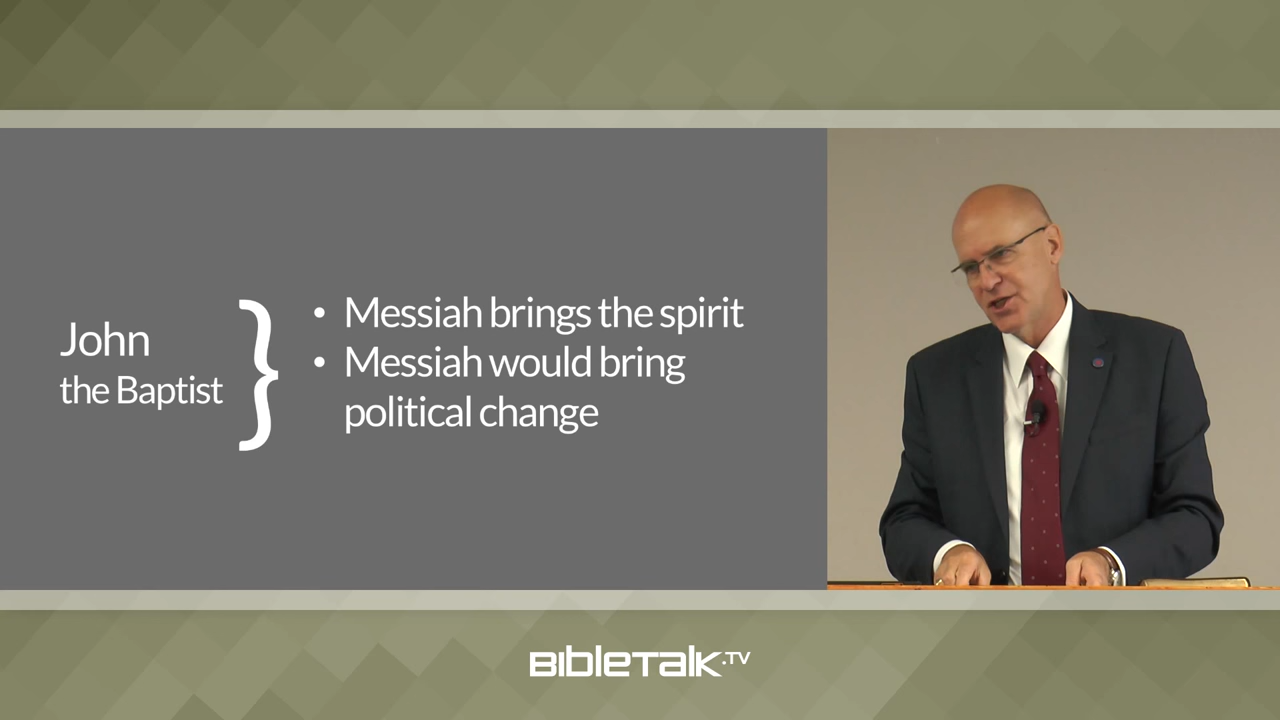 John
the Baptist
}
• Messiah brings the spirit
• Messiah would bring
political change
BibleTalk.TV